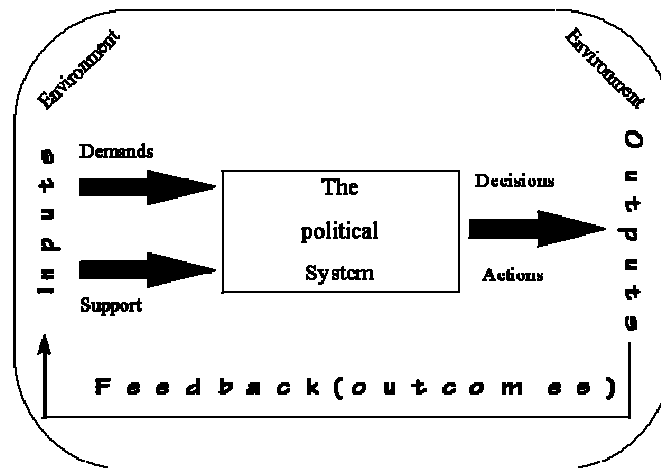 Environment
Environment
Inputs
Demands
Support
The
political
System
Decisions
Actions
Outputs
Feedback(outcomes)